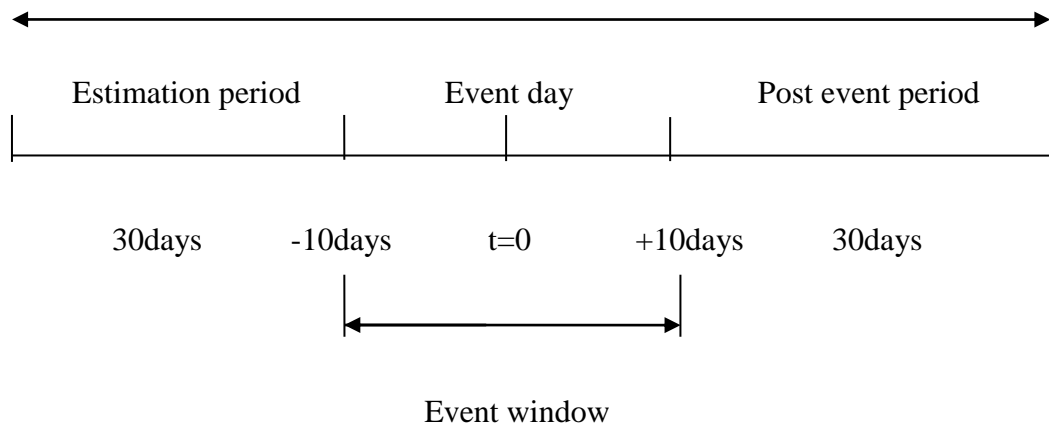 Estimation period Event day Post event period
30days -10days t=0 +10days 30days
Event window